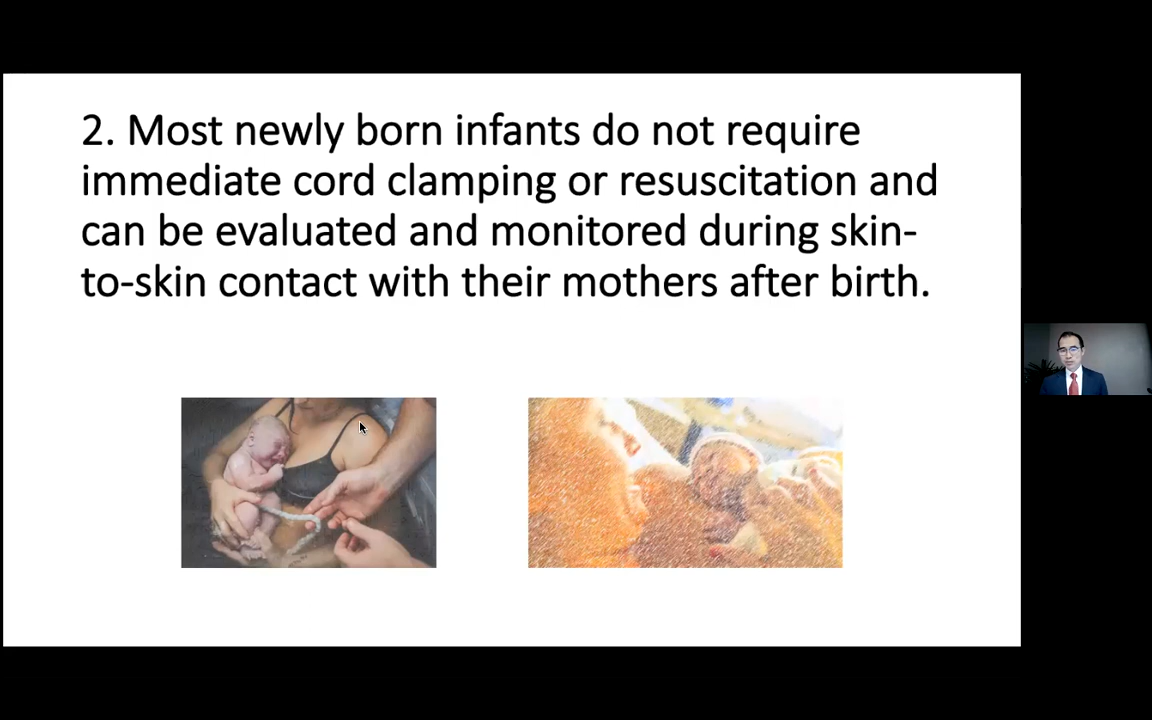 2. Most newly born infants do not require
immediate cord clamping or resuscitation and
can be evaluated and monitored during skin-
to-skin contact with their mothers after birth.